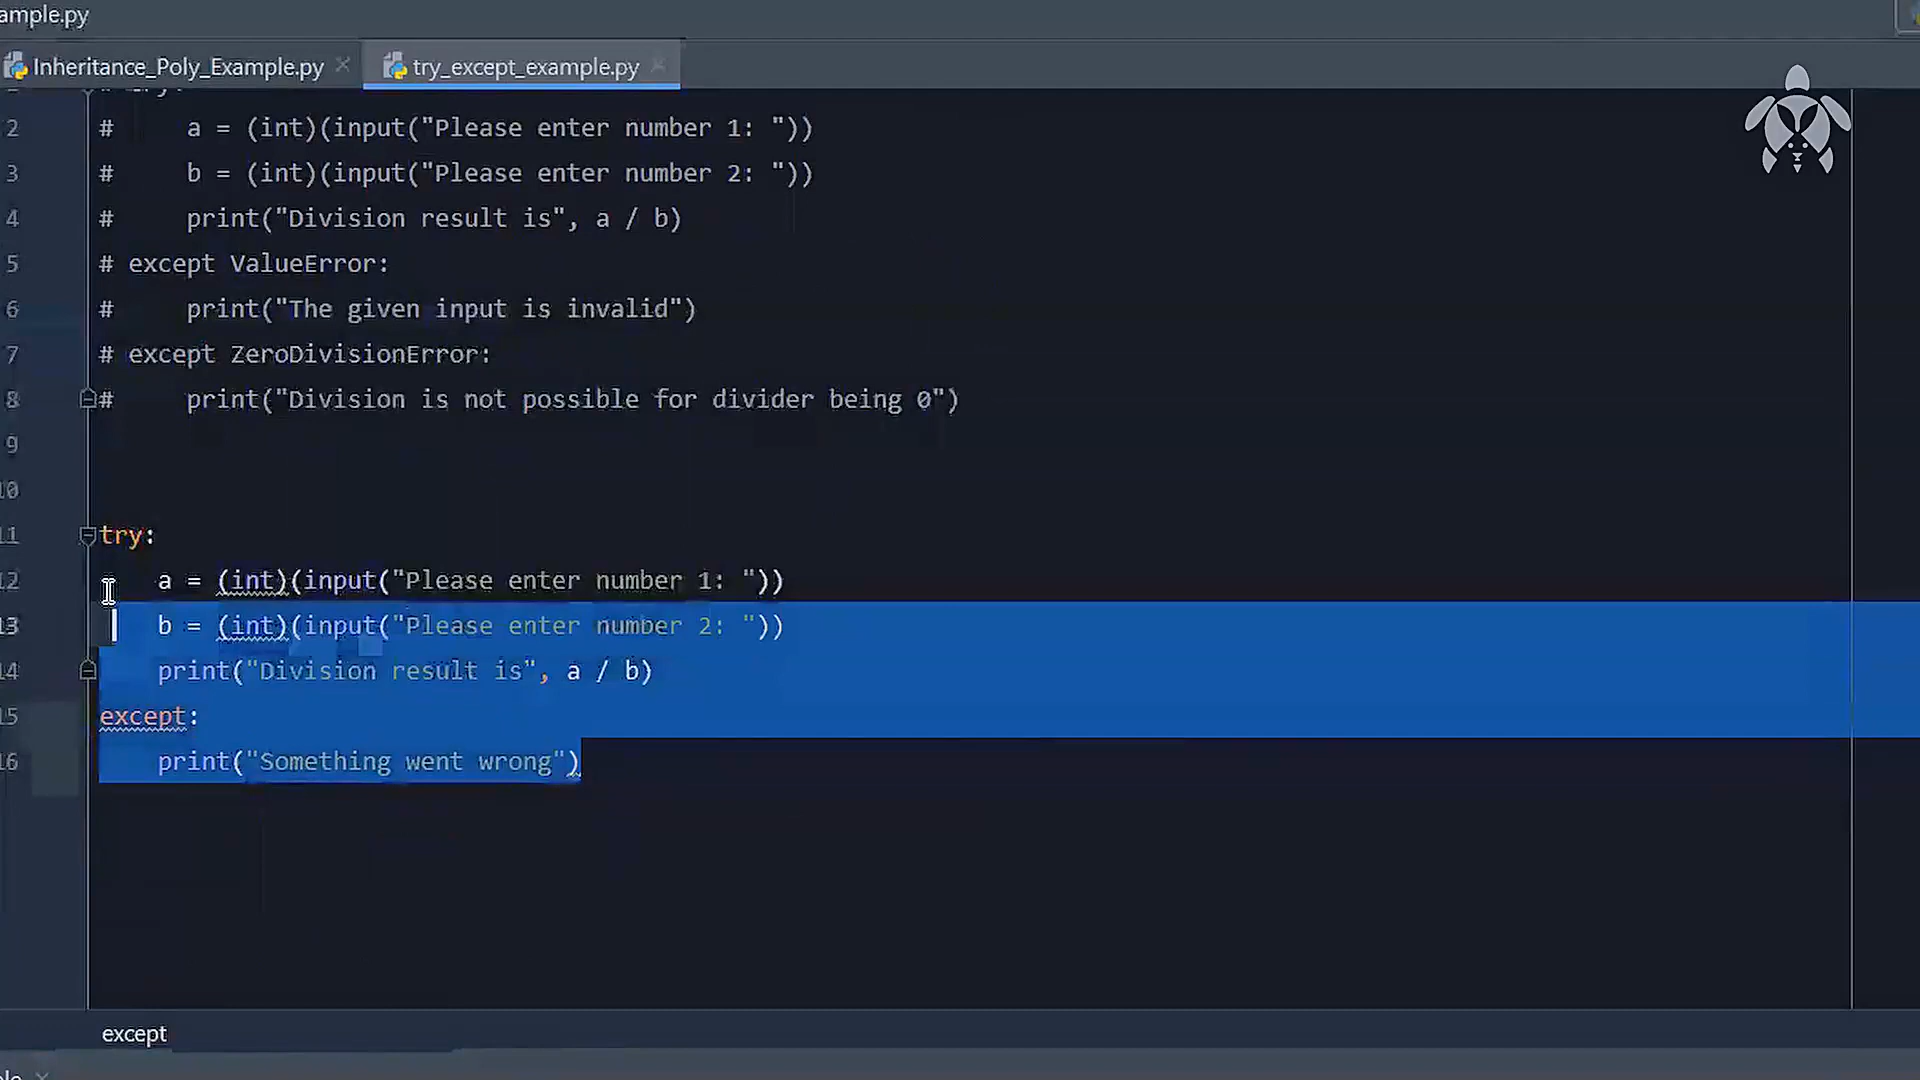 ample.py
Inheritance_Poly_Example.py
try_except_example.py
2 #     a = (int)(input("Please enter number 1: "))
3 #     b = (int)(input("Please enter number 2: "))
4 #     print("Division result is", a / b)
5 # except ValueError:
6 #     print("The given input is invalid")
7 # except ZeroDivisionError:
8 #     print("Division is not possible for divider being 0")
9
10
11 try:
12     a = (int)(input("Please enter number 1: "))
13     b = (int)(input("Please enter number 2: "))
14     print("Division result is", a / b)
15 except:
16     print("Something went wrong")
except